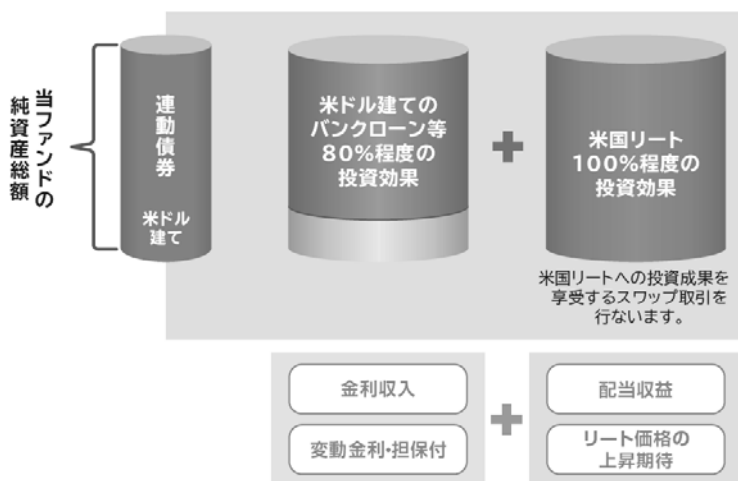 当ファンドの
純資産総額
連動債券
米ドル
建て
米ドル建ての
バンクローン等
80%程度の
投資効果
+
米国リート
100%程度の
投資効果
米国リートへの投資成果を
享受するスワップ取引を
行ないます。
金利収入
変動金利・担保付
+
配当収益
リート価格の
上昇期待